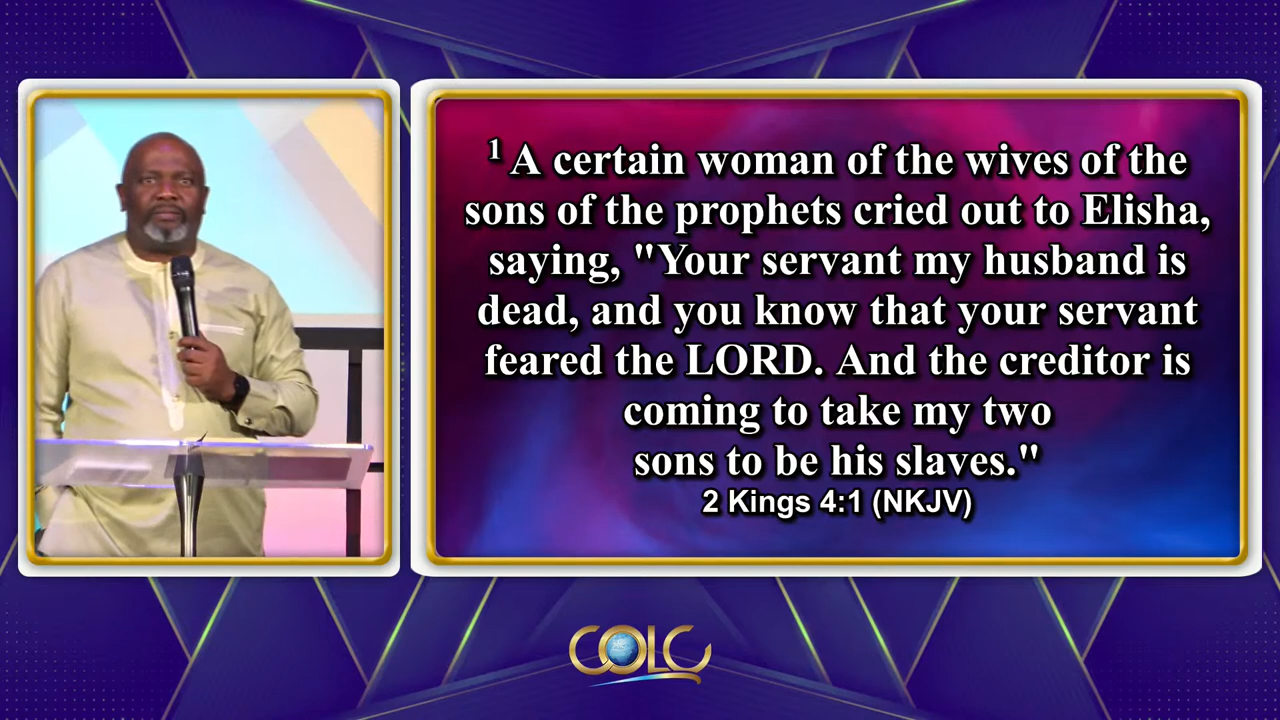 1 A certain woman of the wives of the
sons of the prophets cried out to Elisha,
saying, "Your servant my husband is
dead, and you know that your servant
feared the LORD. And the creditor is
coming to take my two
sons to be his slaves."
2 Kings 4:1 (NKJV)
COLC